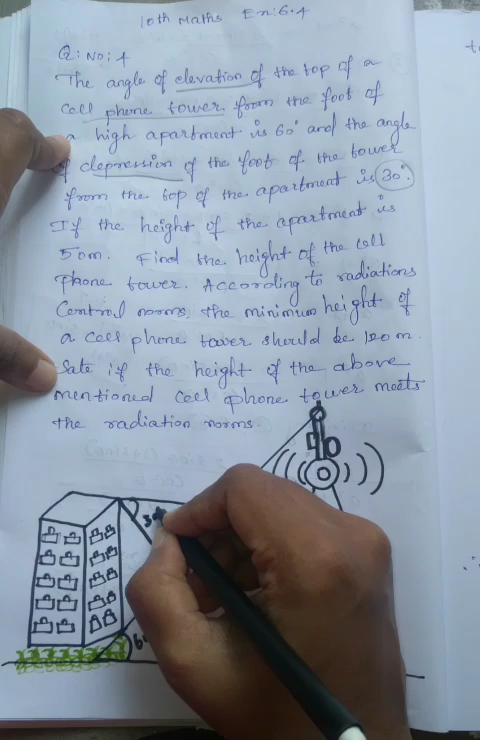 10th Maths Ex: 6.4
Q: No: 4
The angle of elevation of the top of a
cell phone tower from the foot of
a high apartment is 60° and the angle
of depression of the foot of the tower
from the top of the apartment is 30°.
If the height of the apartment is
50m. Find the height of the cell
phone tower. According to radiations
Control norms, the minimum height of
a cell phone tower should be 120 m.
Sate if the height of the above
mentioned cell phone tower meets
the radiation norms.